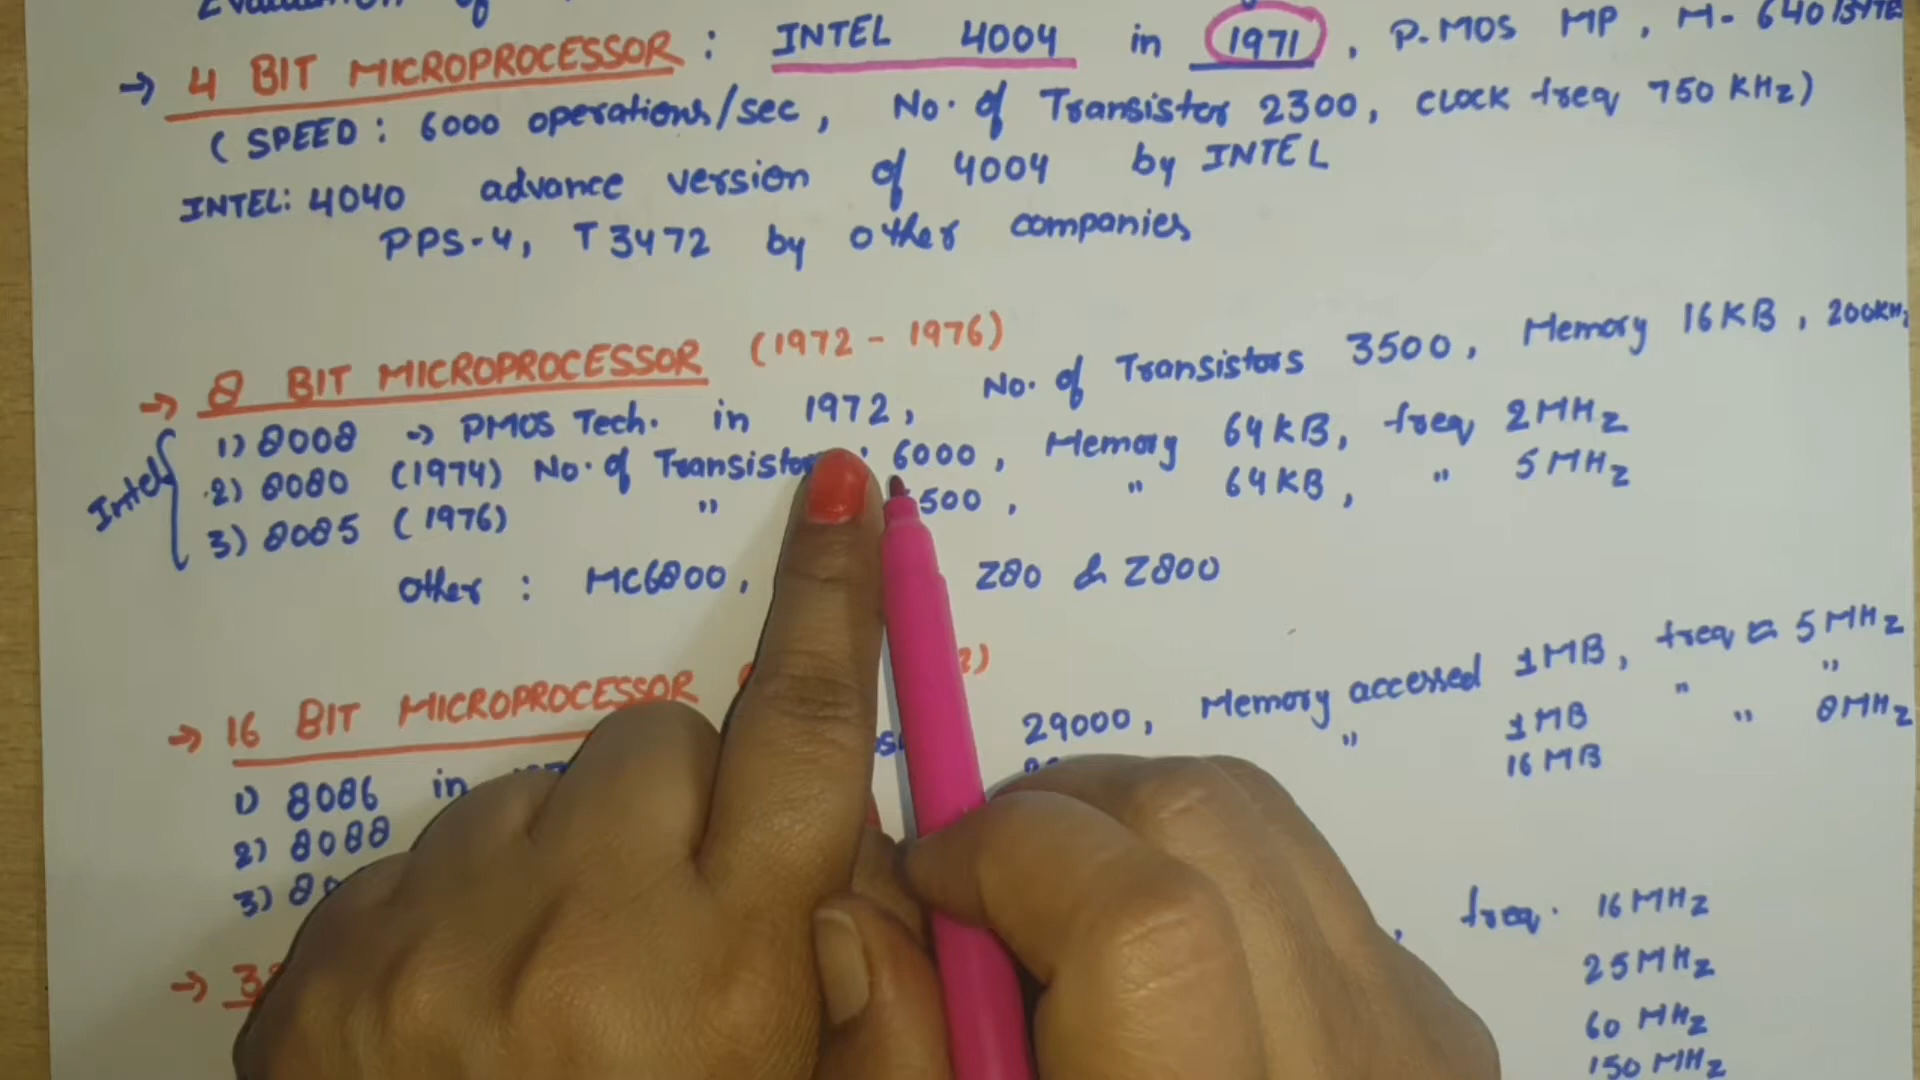 of
→ 4 BIT MICROPROCESSOR : INTEL 4004 in 1971, P.MOS MP, M- 640 BYTES
( SPEED : 6000 operations/sec, No. of Transistor 2300, CLOCK freq 750 KHz)
INTEL: 4040 advance version of 4004 by INTEL
PPS-4, T3472 by other companies
→ 8 BIT MICROPROCESSOR (1972 - 1976)
Intel
1) 8008 → PMOS Tech. in 1972, No. of Transistors 3500, Memory 16KB, 200KHz
2) 8080 (1974) No. of Transistor : 6000, Memory 64KB, freq 2MHz
3) 8085 (1976) " 500, " 64KB, " 5MHz
Other : MC6800, Z80 & Z800
→ 16 BIT MICROPROCESSOR
1) 8086 in 29000, Memory accessed 1MB, freq = 5MHz
2) 8088 " 1MB " "
3) 16MB " 8MHz
→
freq. 16MHz
25MHz
60 MHz
150 MHz